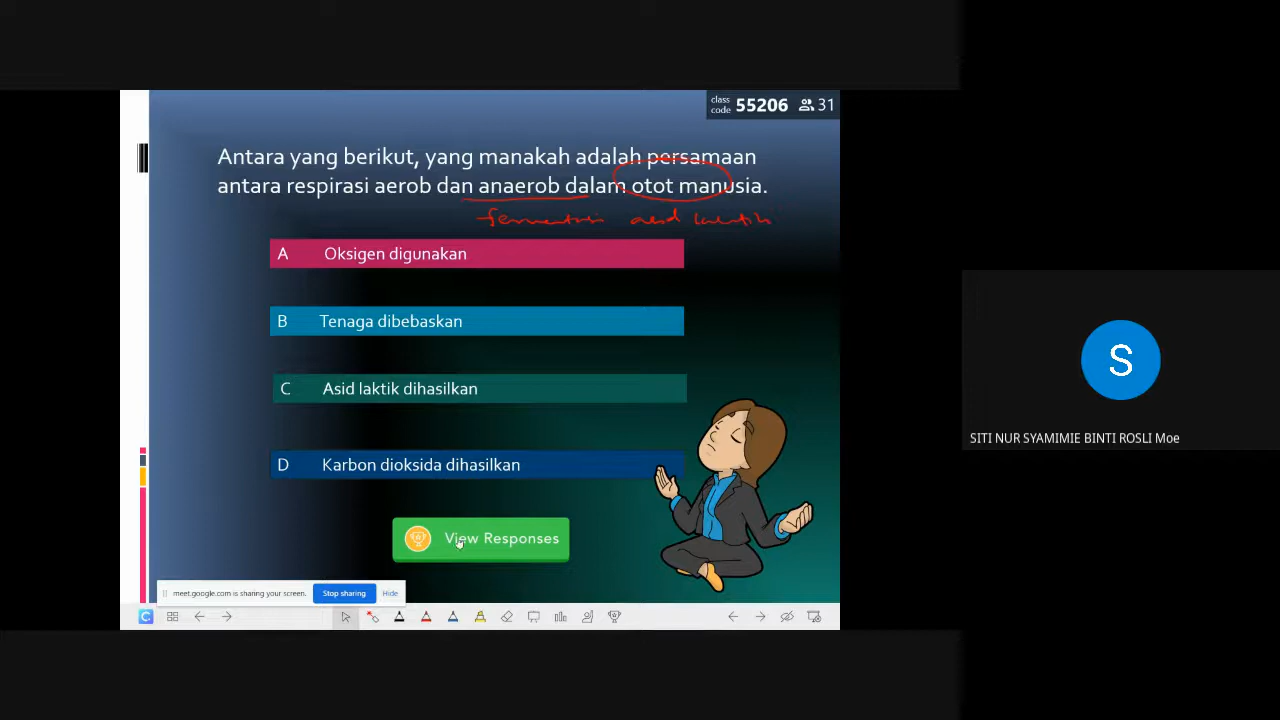 class code 55206 31
Antara yang berikut, yang manakah adalah persamaan
antara respirasi aerob dan anaerob dalam otot manusia.
asid laktik
A Oksigen digunakan
B Tenaga dibebaskan
C Asid laktik dihasilkan
D Karbon dioksida dihasilkan
View Responses
meet.google.com is sharing your screen. Stop sharing Hide
S
SITI NUR SYAMIMIE BINTI ROSLI Moe